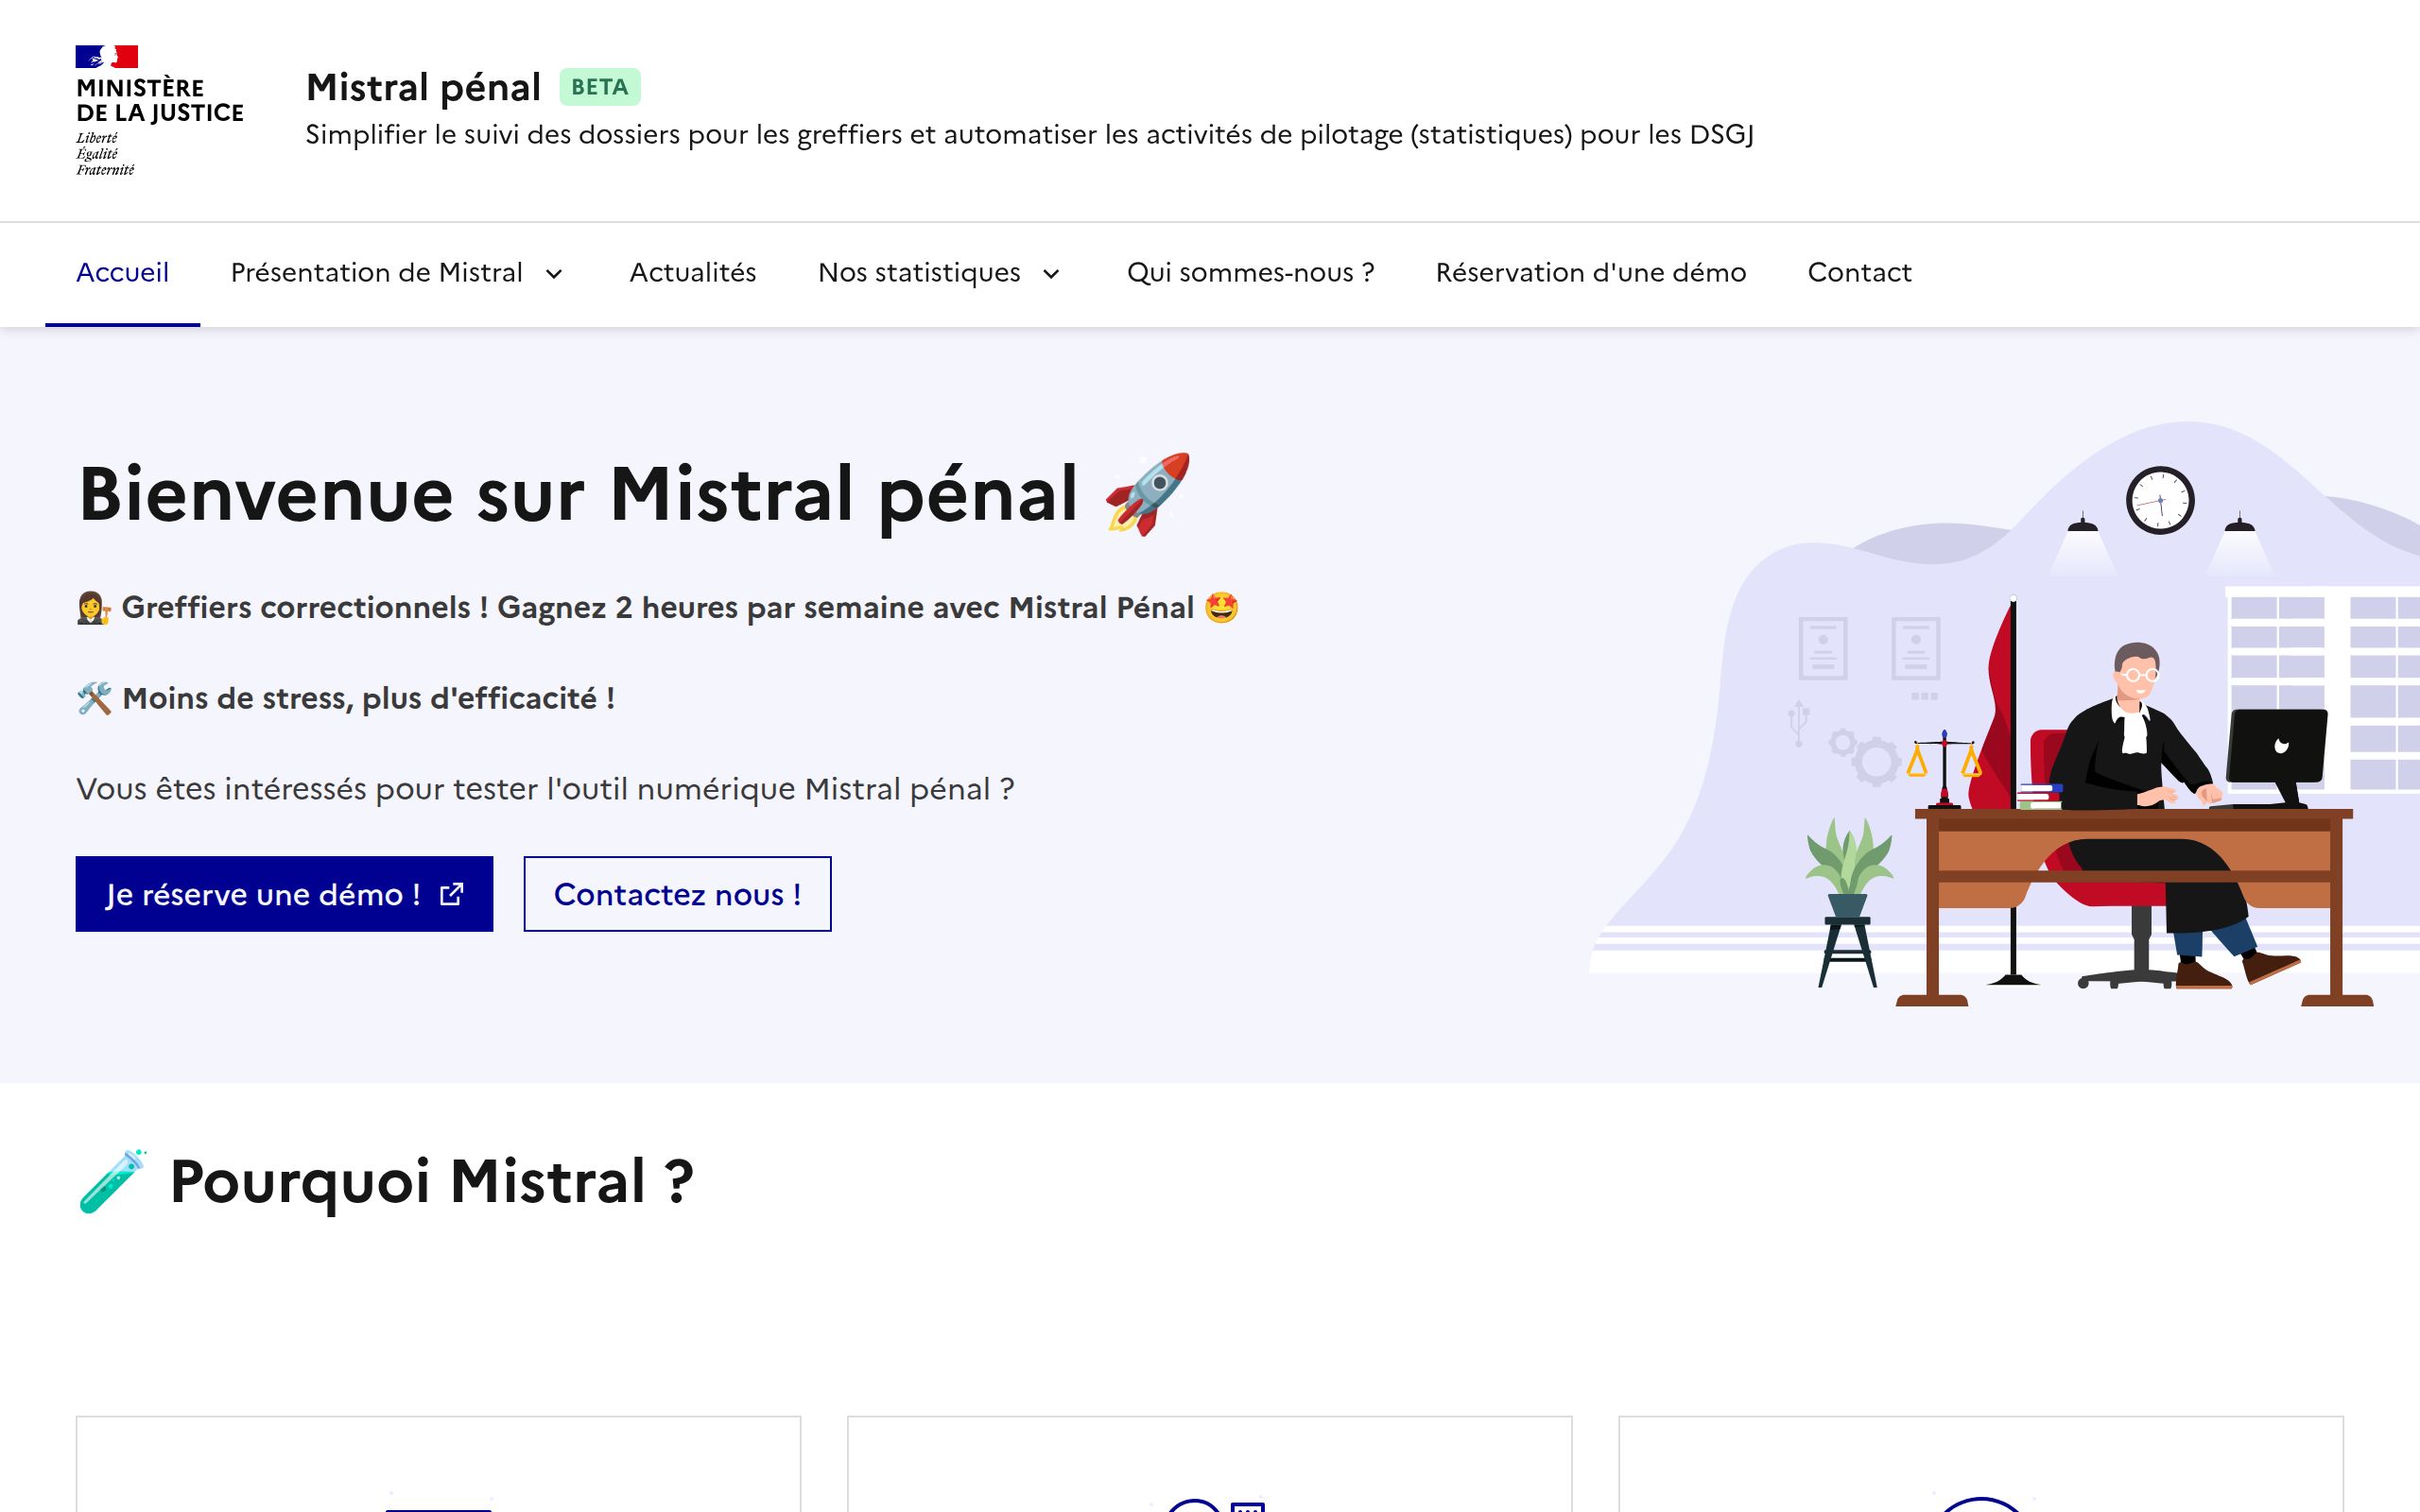 MINISTÈRE
DE LA JUSTICE
Liberté
Égalité
Fraternité
Mistral pénal BETA
Simplifier le suivi des dossiers pour les greffiers et automatiser les activités de pilotage (statistiques) pour les DSGJ
Accueil Présentation de Mistral Actualités Nos statistiques Qui sommes-nous ? Réservation d'une démo Contact
Bienvenue sur Mistral pénal 🚀
👩‍⚖️ Greffiers correctionnels ! Gagnez 2 heures par semaine avec Mistral Pénal 🤩
🛠️ Moins de stress, plus d'efficacité !
Vous êtes intéressés pour tester l'outil numérique Mistral pénal ?
Je réserve une démo ! Contactez nous !
🧪 Pourquoi Mistral ?